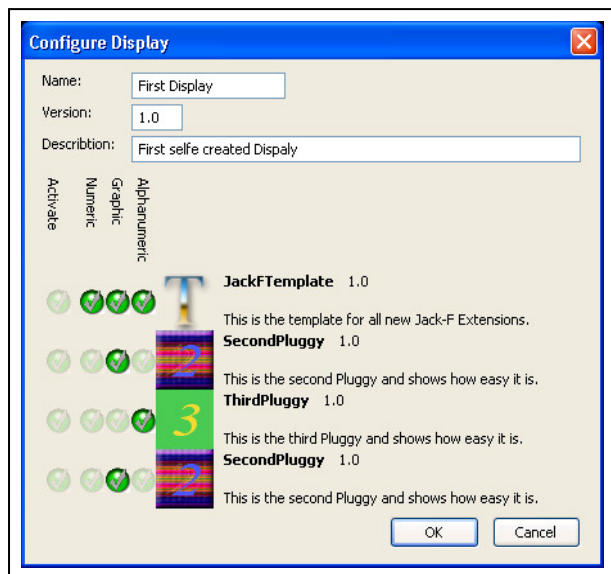 Configure Display
Name: First Display
Version: 1.0
Describtion: First selfe created Dispaly
Activate Numeric Graphic Alphanumeric
T JackFTemplate 1.0
This is the template for all new Jack-F Extensions.
2 SecondPluggy 1.0
This is the second Pluggy and shows how easy it is.
3 ThirdPluggy 1.0
This is the third Pluggy and shows how easy it is.
2 SecondPluggy 1.0
This is the second Pluggy and shows how easy it is.
OK Cancel